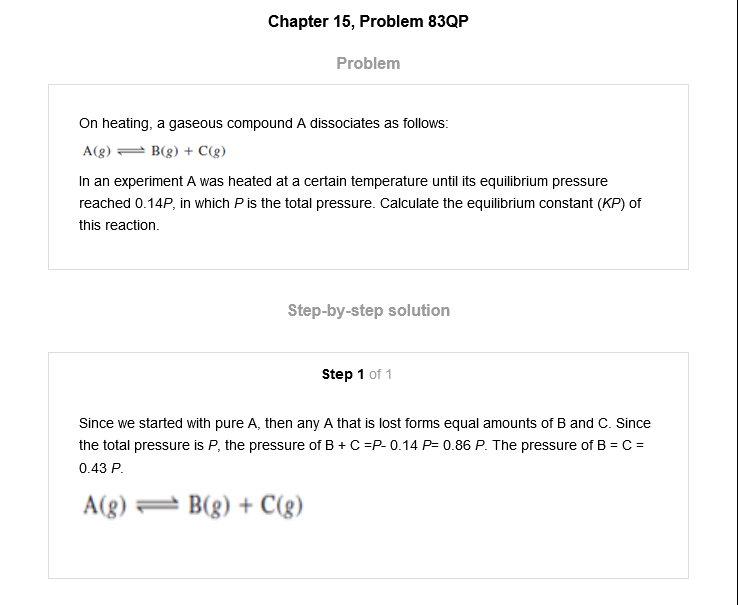 Chapter 15, Problem 83QP
Problem
On heating, a gaseous compound A dissociates as follows:
A(g) ⇌ B(g) + C(g)
In an experiment A was heated at a certain temperature until its equilibrium pressure
reached 0.14P, in which P is the total pressure. Calculate the equilibrium constant (KP) of
this reaction.
Step-by-step solution
Step 1 of 1
Since we started with pure A, then any A that is lost forms equal amounts of B and C. Since
the total pressure is P, the pressure of B + C =P- 0.14 P= 0.86 P. The pressure of B = C =
0.43 P.
A(g) ⇌ B(g) + C(g)